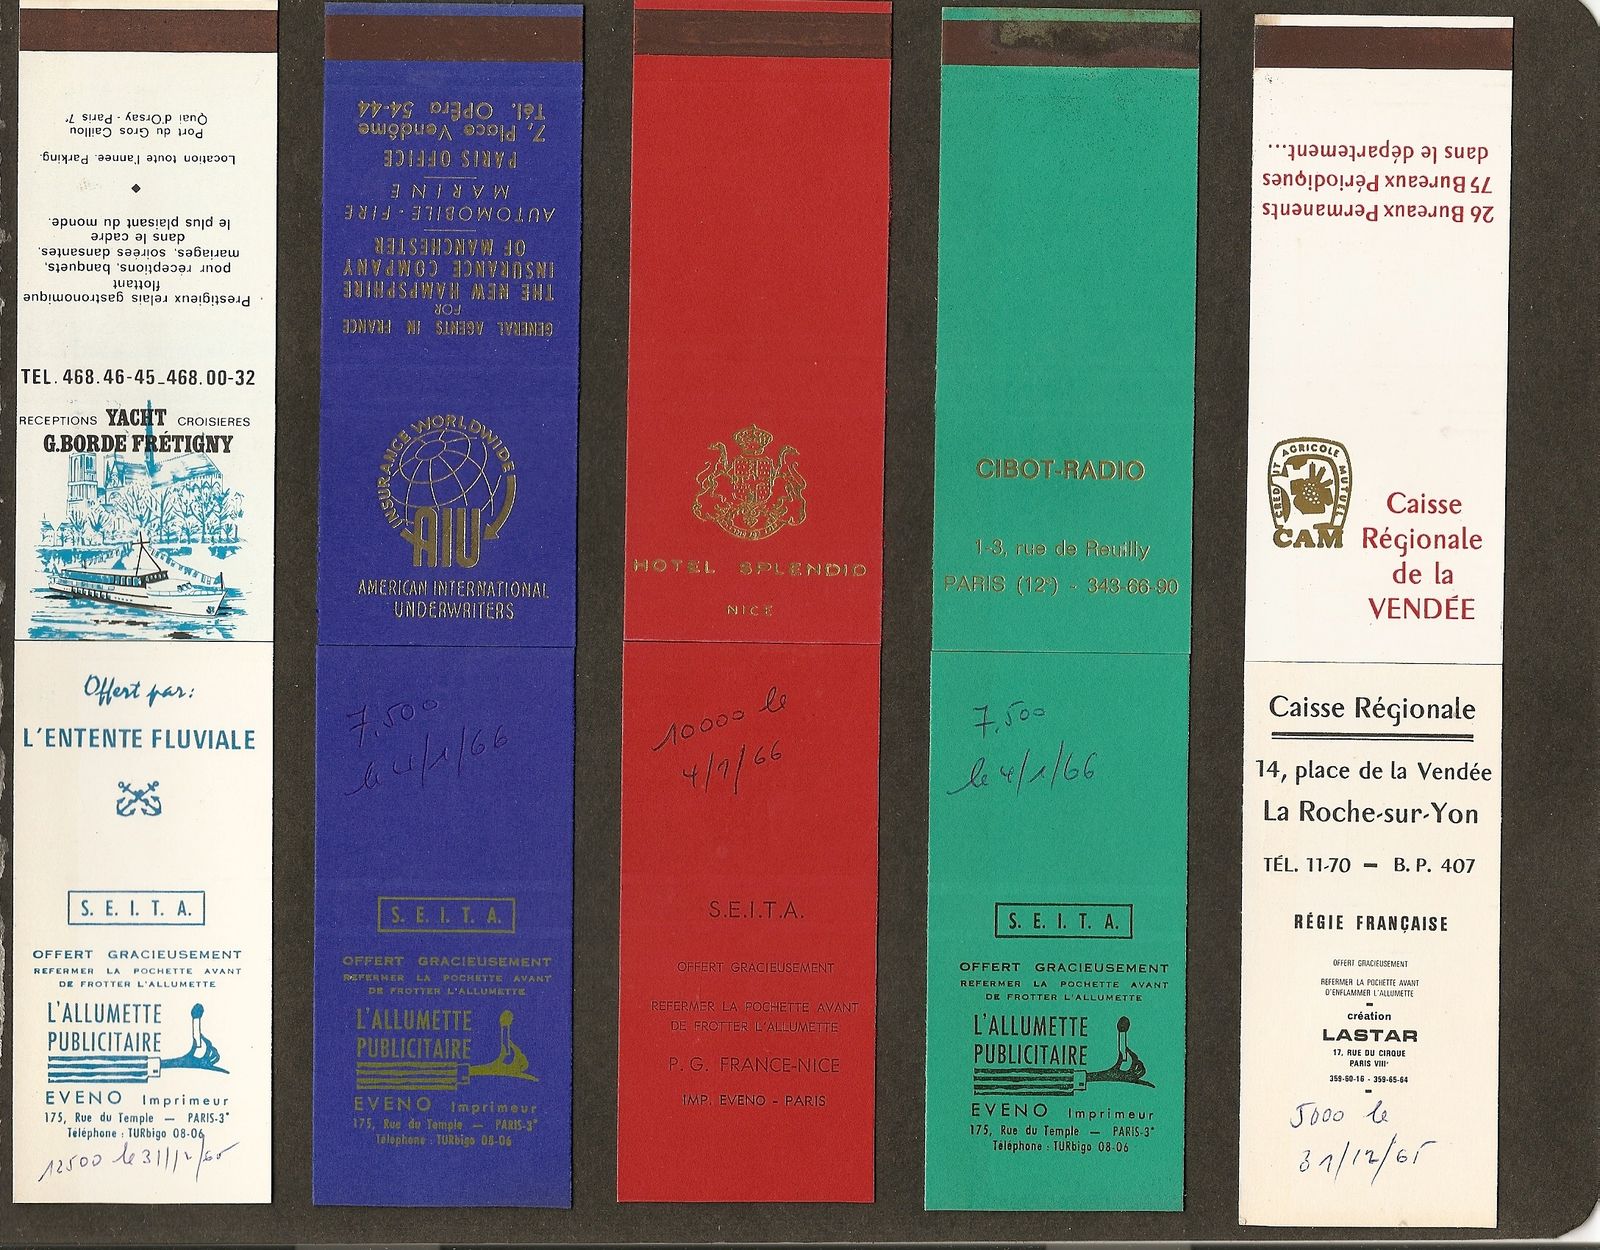 Port du Gros Caillou
Quai d'Orsay - Paris 7ᵉ
Location toute l'annee. Parking.
Prestigieux relais gastronomique
flottant
pour réceptions, banquets,
mariages, soirées dansantes,
dans le cadre
le plus plaisant du monde.
TEL. 468.46-45_468.00-32
RECEPTIONS YACHT CROISIERES
G.BORDE FRÉTIGNY
Offert par:
L'ENTENTE FLUVIALE
S. E. I. T. A.
OFFERT GRACIEUSEMENT
REFERMER LA POCHETTE AVANT
DE FROTTER L'ALLUMETTE
L'ALLUMETTE
PUBLICITAIRE
EVENO Imprimeur
175, Rue du Temple — PARIS-3ᵉ
Téléphone : TURbigo 08-06
12500 le 31/12/65
GENERAL AGENTS IN FRANCE
FOR
THE NEW HAMPSHIRE
INSURANCE COMPANY
OF MANCHESTER
AUTOMOBILE - FIRE
MARINE
PARIS OFFICE
7, Place Vendôme
Tél. OPÉra 54-44
INSURANCE WORLDWIDE
AIU
AMERICAN INTERNATIONAL
UNDERWRITERS
7.500
le 4/1/66
S. E. I. T. A.
OFFERT GRACIEUSEMENT
REFERMER LA POCHETTE AVANT
DE FROTTER L'ALLUMETTE
L'ALLUMETTE
PUBLICITAIRE
EVENO Imprimeur
175, Rue du Temple — PARIS-3ᵉ
Téléphone : TURbigo 08-06
HOTEL SPLENDID
NICE
10000 le
4/1/66
S.E.I.T.A.
OFFERT GRACIEUSEMENT
REFERMER LA POCHETTE AVANT
DE FROTTER L'ALLUMETTE
P. G. FRANCE-NICE
IMP. EVENO - PARIS
CIBOT-RADIO
1-3, rue de Reuilly
PARIS (12ᵉ) - 343-66-90
7.500
le 4/1/66
S. E. I. T. A.
OFFERT GRACIEUSEMENT
REFERMER LA POCHETTE AVANT
DE FROTTER L'ALLUMETTE
L'ALLUMETTE
PUBLICITAIRE
EVENO Imprimeur
175, Rue du Temple — PARIS-3ᵉ
Téléphone : TURbigo 08-06
26 Bureaux Permanents
75 Bureaux Périodiques
dans le département...
CREDIT AGRICOLE MUTUEL
CAM
Caisse
Régionale
de la
VENDÉE
Caisse Régionale
14, place de la Vendée
La Roche-sur-Yon
TÉL. 11-70 — B.P. 407
RÉGIE FRANÇAISE
OFFERT GRACIEUSEMENT
REFERMER LA POCHETTE AVANT
D'ENFLAMMER L'ALLUMETTE
création
LASTAR
17, RUE DU CIRQUE
PARIS VIIIᵉ
359-60-16 - 359-65-64
5000 le
31/12/65